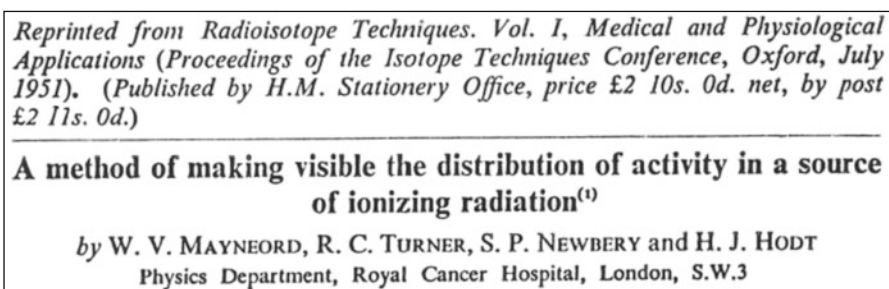 Reprinted from Radioisotope Techniques. Vol. I, Medical and Physiological
Applications (Proceedings of the Isotope Techniques Conference, Oxford, July
1951). (Published by H.M. Stationery Office, price £2 10s. 0d. net, by post
£2 11s. 0d.)
A method of making visible the distribution of activity in a source
of ionizing radiation(1)
by W. V. MAYNEORD, R. C. TURNER, S. P. NEWBERY and H. J. HODT
Physics Department, Royal Cancer Hospital, London, S.W.3